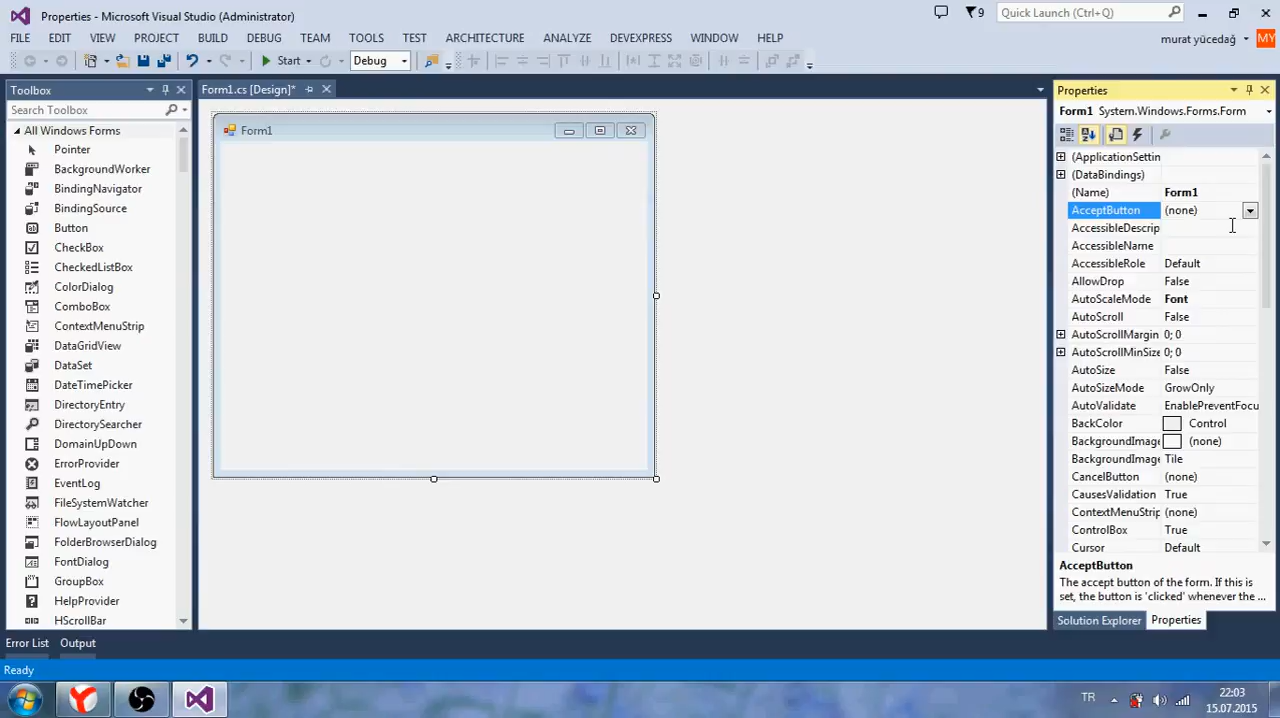 Properties - Microsoft Visual Studio (Administrator)
9
Quick Launch (Ctrl+Q)
FILE EDIT VIEW PROJECT BUILD DEBUG TEAM TOOLS TEST ARCHITECTURE ANALYZE DEVEXPRESS WINDOW HELP
murat yücedağ MY
Start Debug
Toolbox
Search Toolbox
All Windows Forms
Pointer
BackgroundWorker
BindingNavigator
BindingSource
Button
CheckBox
CheckedListBox
ColorDialog
ComboBox
ContextMenuStrip
DataGridView
DataSet
DateTimePicker
DirectoryEntry
DirectorySearcher
DomainUpDown
ErrorProvider
EventLog
FileSystemWatcher
FlowLayoutPanel
FolderBrowserDialog
FontDialog
GroupBox
HelpProvider
HScrollBar
Form1.cs [Design]*
Form1
Properties
Form1 System.Windows.Forms.Form
(ApplicationSettin
(DataBindings)
(Name) Form1
AcceptButton (none)
AccessibleDescrip
AccessibleName
AccessibleRole Default
AllowDrop False
AutoScaleMode Font
AutoScroll False
AutoScrollMargin 0; 0
AutoScrollMinSize 0; 0
AutoSize False
AutoSizeMode GrowOnly
AutoValidate EnablePreventFocu
BackColor Control
BackgroundImage (none)
BackgroundImage Tile
CancelButton (none)
CausesValidation True
ContextMenuStrip (none)
ControlBox True
Cursor Default
AcceptButton
The accept button of the form. If this is
set, the button is 'clicked' whenever the ...
Solution Explorer Properties
Error List Output
Ready
TR
22:03
15.07.2015